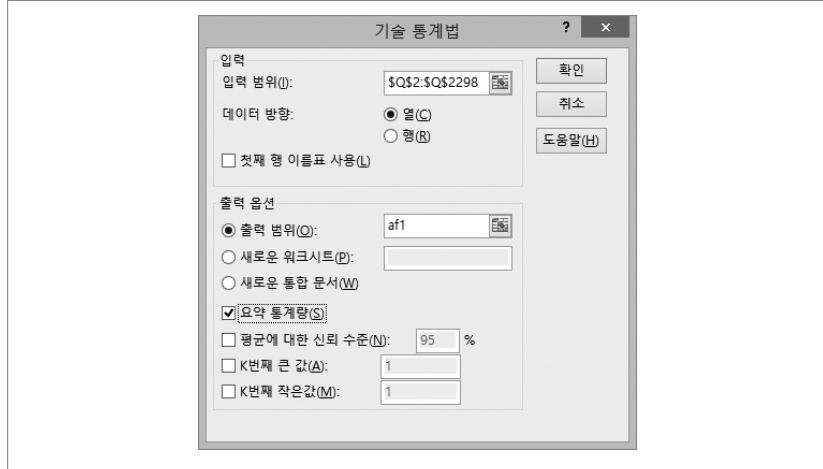 기술 통계법 ? ×
입력
입력 범위(I): $Q$2:$Q$2298
데이터 방향: 열(C)
행(R)
첫째 행 이름표 사용(L)
확인
취소
도움말(H)
출력 옵션
출력 범위(O): af1
새로운 워크시트(P):
새로운 통합 문서(W)
요약 통계량(S)
평균에 대한 신뢰 수준(N): 95 %
K번째 큰 값(A): 1
K번째 작은값(M): 1